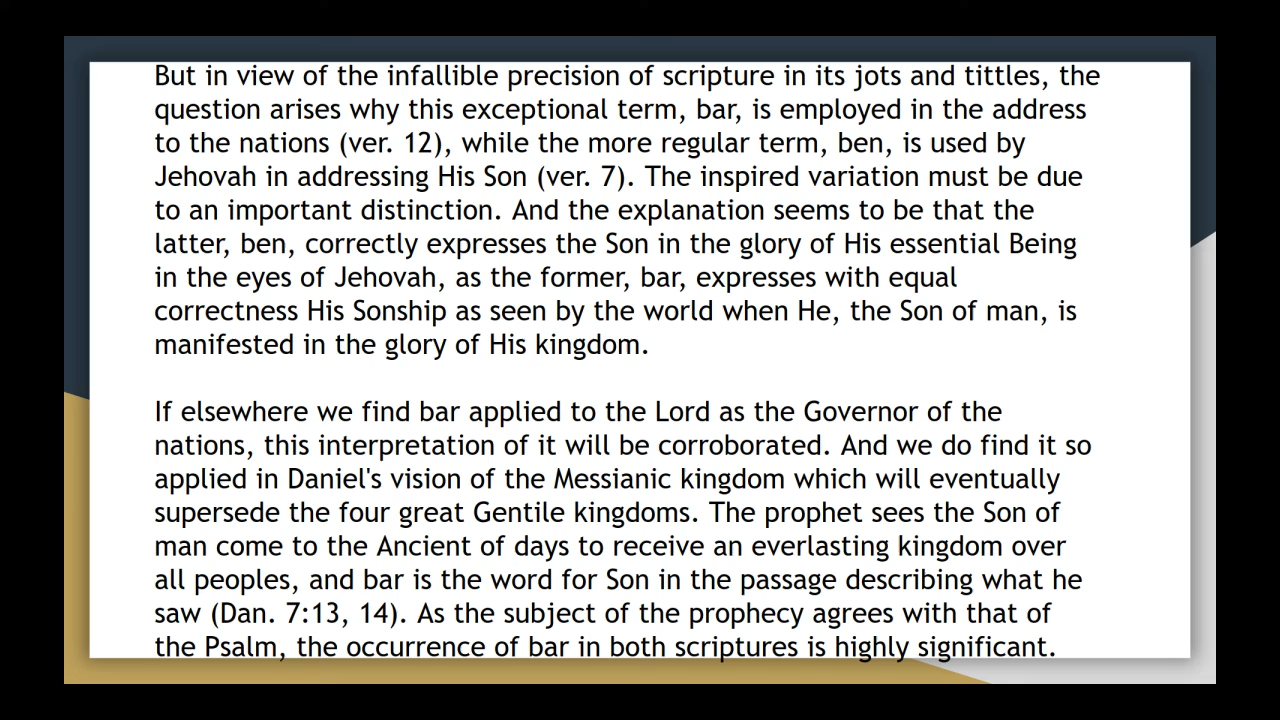 But in view of the infallible precision of scripture in its jots and tittles, the
question arises why this exceptional term, bar, is employed in the address
to the nations (ver. 12), while the more regular term, ben, is used by
Jehovah in addressing His Son (ver. 7). The inspired variation must be due
to an important distinction. And the explanation seems to be that the
latter, ben, correctly expresses the Son in the glory of His essential Being
in the eyes of Jehovah, as the former, bar, expresses with equal
correctness His Sonship as seen by the world when He, the Son of man, is
manifested in the glory of His kingdom.
If elsewhere we find bar applied to the Lord as the Governor of the
nations, this interpretation of it will be corroborated. And we do find it so
applied in Daniel's vision of the Messianic kingdom which will eventually
supersede the four great Gentile kingdoms. The prophet sees the Son of
man come to the Ancient of days to receive an everlasting kingdom over
all peoples, and bar is the word for Son in the passage describing what he
saw (Dan. 7:13, 14). As the subject of the prophecy agrees with that of
the Psalm, the occurrence of bar in both scriptures is highly significant.